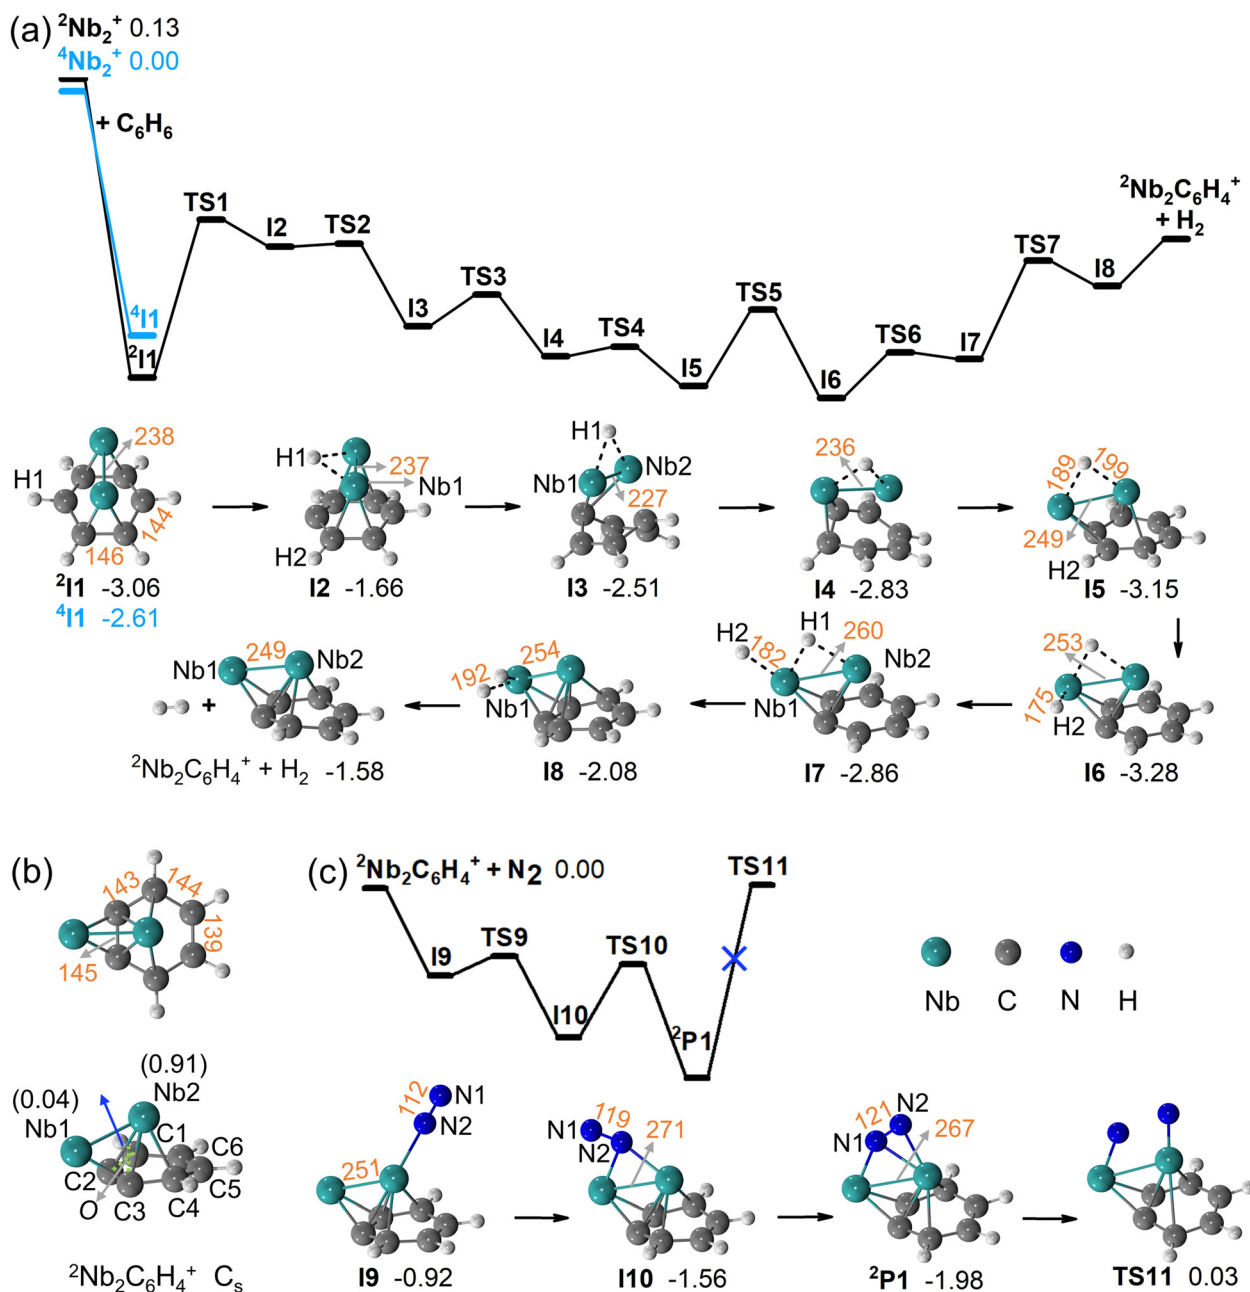 (a) ²Nb₂⁺ 0.13
⁴Nb₂⁺ 0.00
+ C₆H₆
⁴I1
²I1
TS1
I2
TS2
I3
TS3
I4
TS4
I5
TS5
I6
TS6
I7
TS7
I8
²Nb₂C₆H₄⁺
+ H₂
H1
238
144
146
²I1 -3.06
⁴I1 -2.61
H1
237
Nb1
H2
I2 -1.66
H1
Nb1
Nb2
227
I3 -2.51
236
I4 -2.83
189
199
249
H2
I5 -3.15
Nb1
249
Nb2
+
²Nb₂C₆H₄⁺ + H₂ -1.58
192
254
Nb1
I8 -2.08
H2
H1
182
260
Nb2
Nb1
I7 -2.86
253
175
H2
I6 -3.28
(b)
143
144
139
145
(0.91)
(0.04)
Nb2
Nb1
C1
C6
C2
C5
O
C3
C4
²Nb₂C₆H₄⁺ Cₛ
(c) ²Nb₂C₆H₄⁺ + N₂ 0.00
I9
TS9
I10
TS10
²P1
TS11
Nb C N H
112
N1
N2
251
I9 -0.92
N1
119
N2
271
I10 -1.56
121
N2
N1
267
²P1 -1.98
TS11 0.03